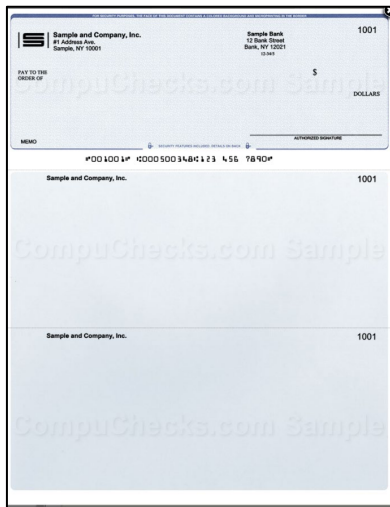 FOR SECURITY PURPOSES, THE FACE OF THIS DOCUMENT CONTAINS A COLORED BACKGROUND AND MICROPRINTING IN THE BORDER
Sample and Company, Inc.
#1 Address Ave.
Sample, NY 10001
Sample Bank
12 Bank Street
Bank, NY 12021
12-34/5
1001
PAY TO THE
ORDER OF
$
CompuChecks.com Sample
DOLLARS
MEMO
AUTHORIZED SIGNATURE
SECURITY FEATURES INCLUDED. DETAILS ON BACK.
⑈001001⑈ ⑆000500348⑆123 456 7890⑈
Sample and Company, Inc. 1001
CompuChecks.com Sample
Sample and Company, Inc. 1001
CompuChecks.com Sample